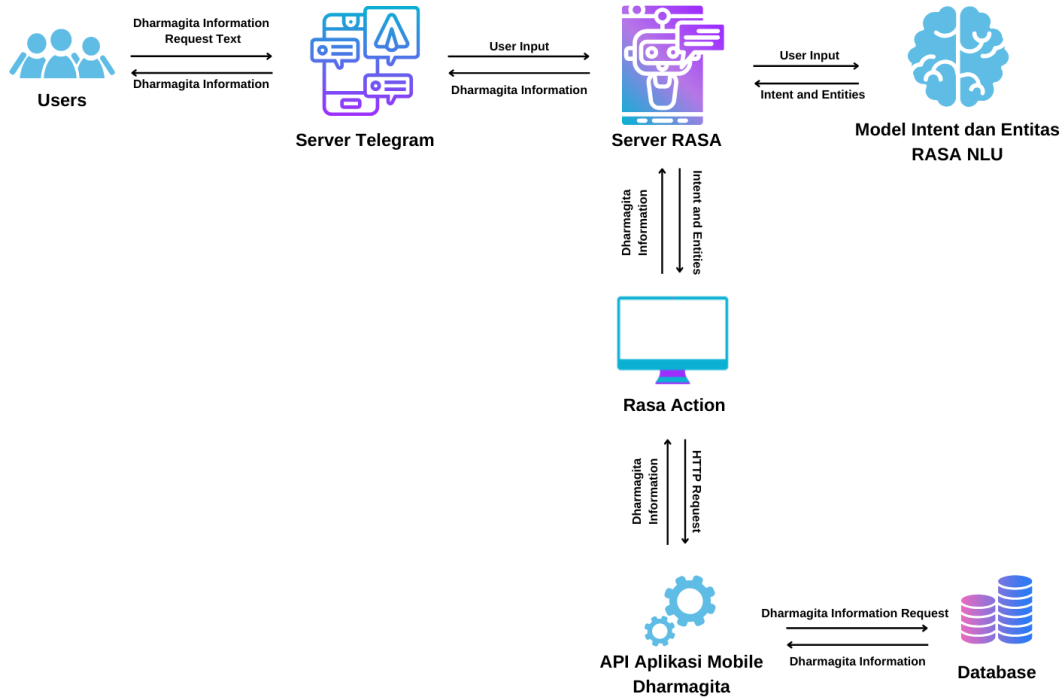 Dharmagita Information
Request Text
Dharmagita Information
Users
Server Telegram
User Input
Dharmagita Information
Server RASA
User Input
Intent and Entities
Model Intent dan Entitas
RASA NLU
Dharmagita
Information
Intent and Entities
Rasa Action
Dharmagita
Information
HTTP Request
API Aplikasi Mobile
Dharmagita
Dharmagita Information Request
Dharmagita Information
Database